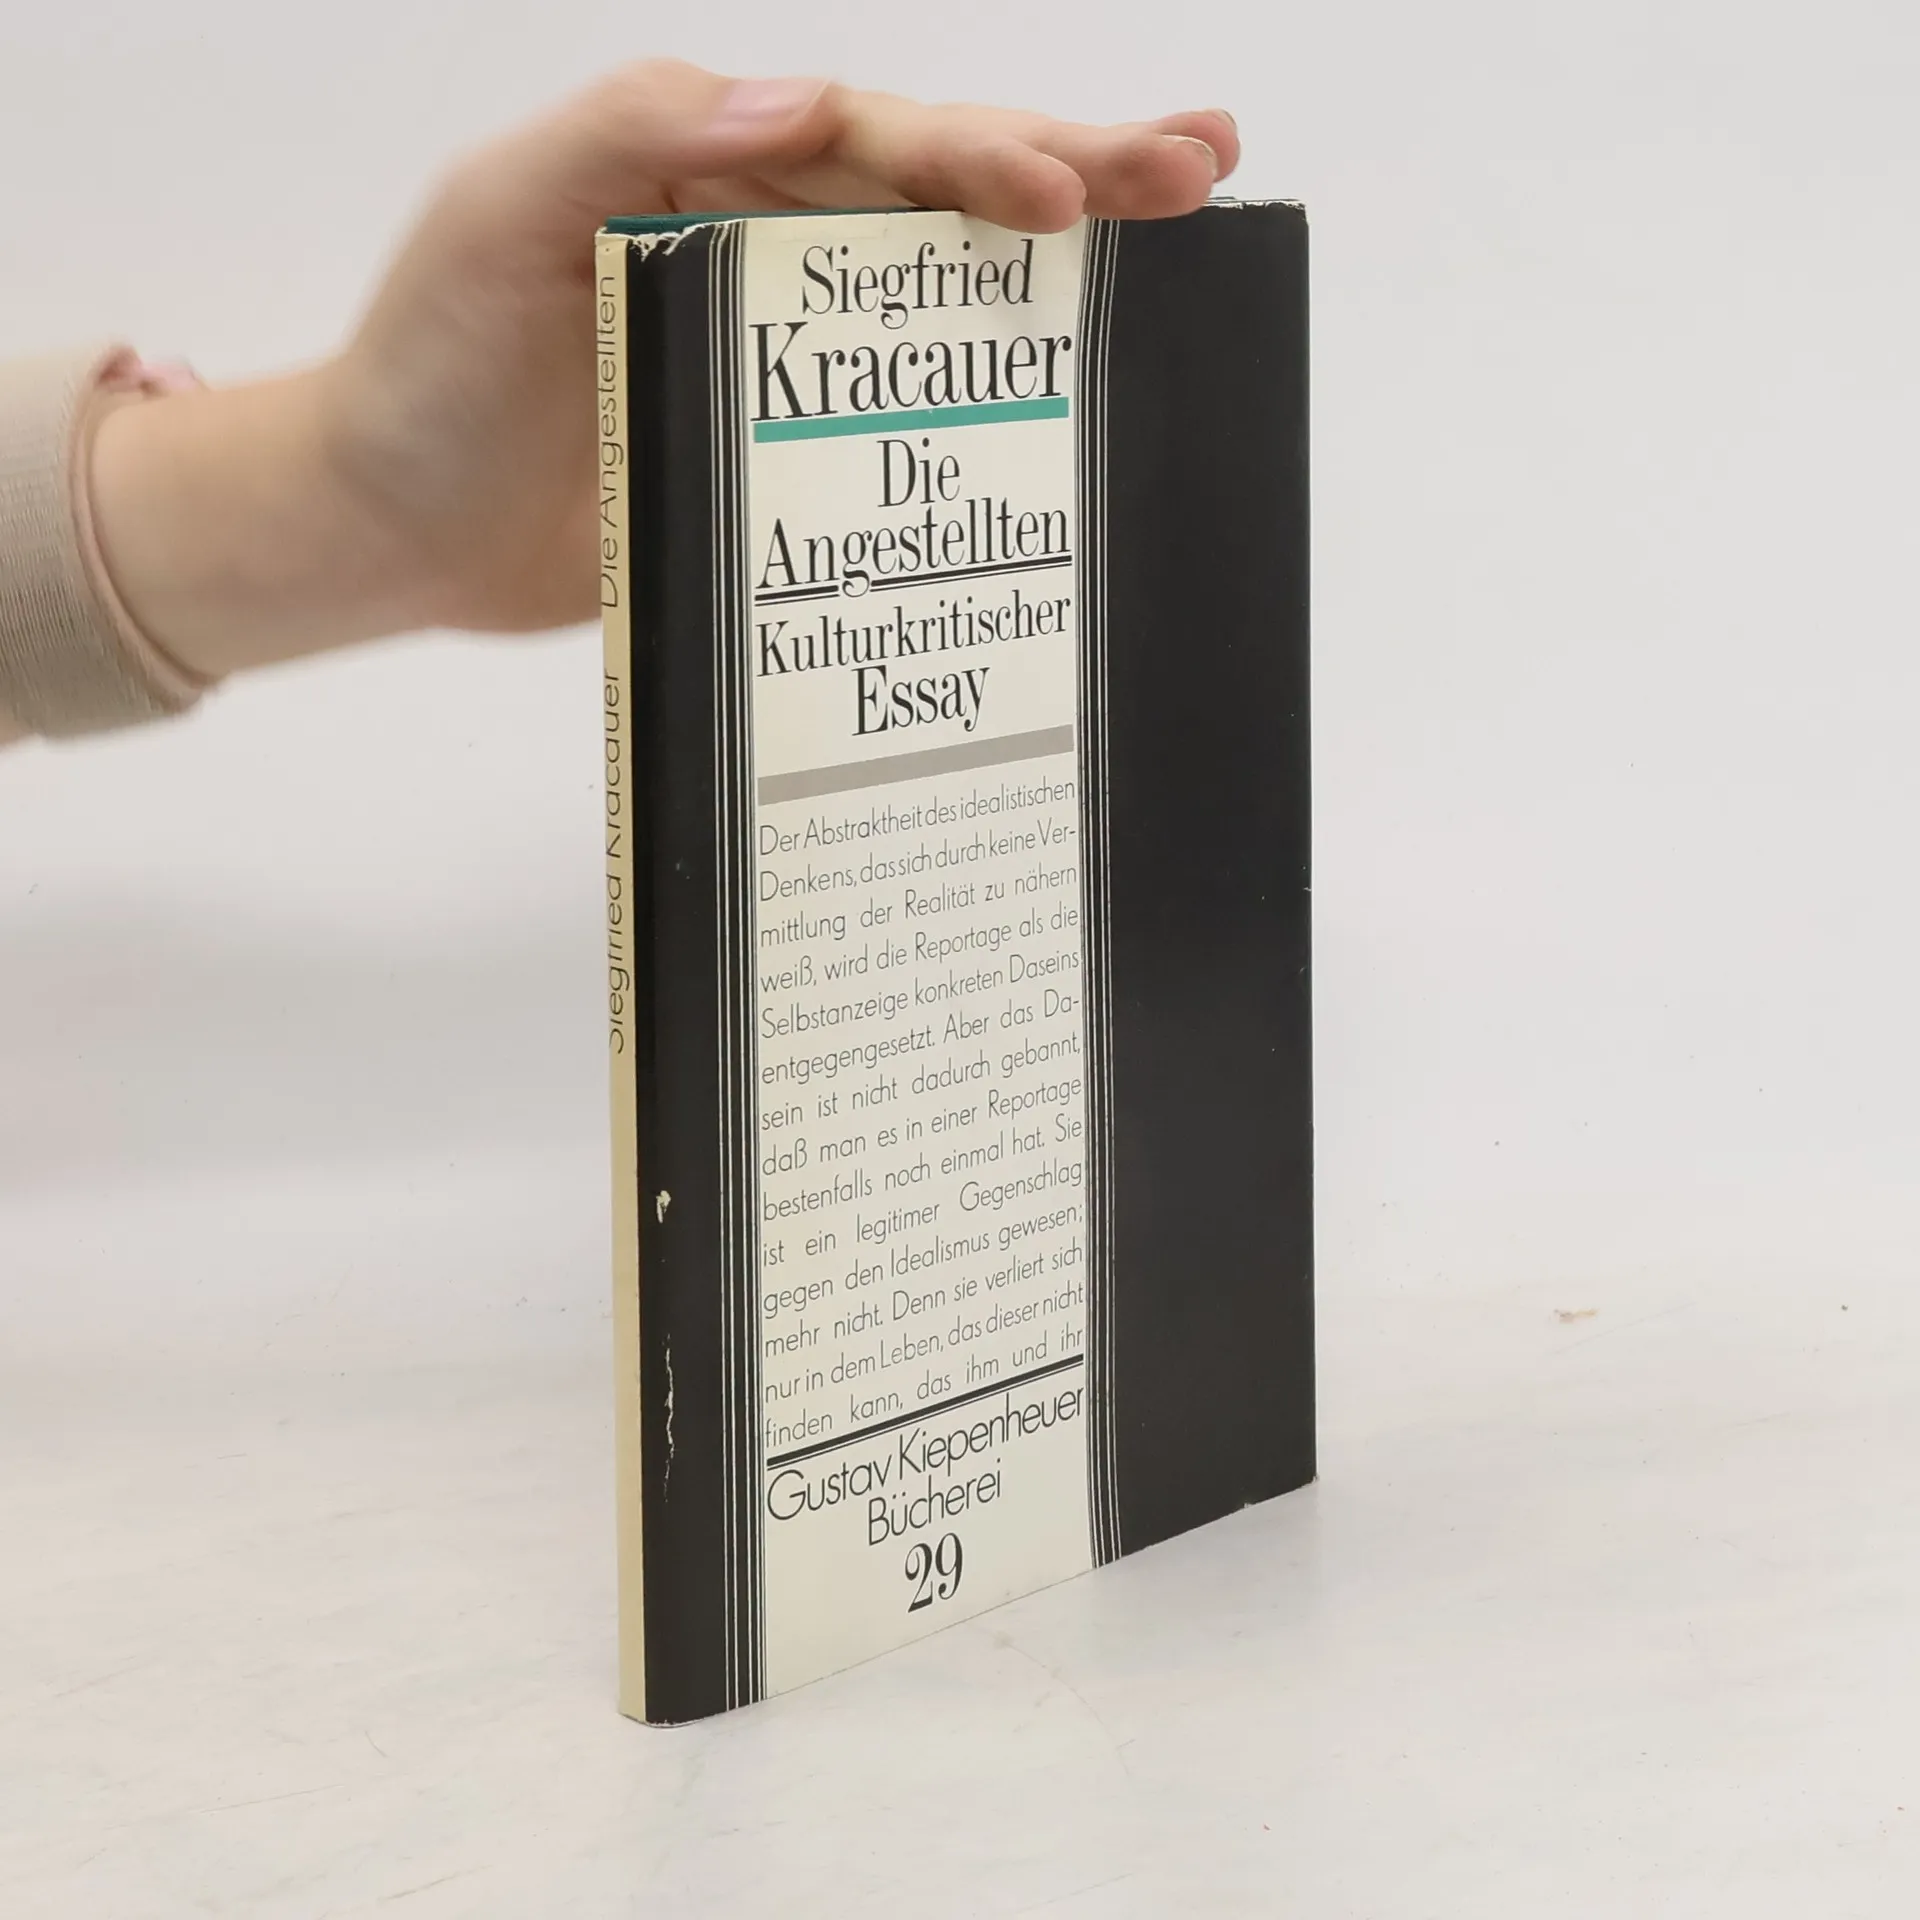 Siegfried Kracauer Die Angestellten
Siegfried
Kracauer
Die
Angestellten
Kulturkritischer
Essay
Der Abstraktheit des idealistischen
Denkens, das sich durch keine Ver-
mittlung der Realität zu nähern
weiß, wird die Reportage als die
Selbstanzeige konkreten Daseins
entgegengesetzt. Aber das Da-
sein ist nicht dadurch gebannt,
daß man es in einer Reportage
bestenfalls noch einmal hat. Sie
ist ein legitimer Gegenschlag
gegen den Idealismus gewesen;
mehr nicht. Denn sie verliert sich
nur in dem Leben, das dieser nicht
finden kann, das ihm und ihr
Gustav Kiepenheuer
Bücherei
29